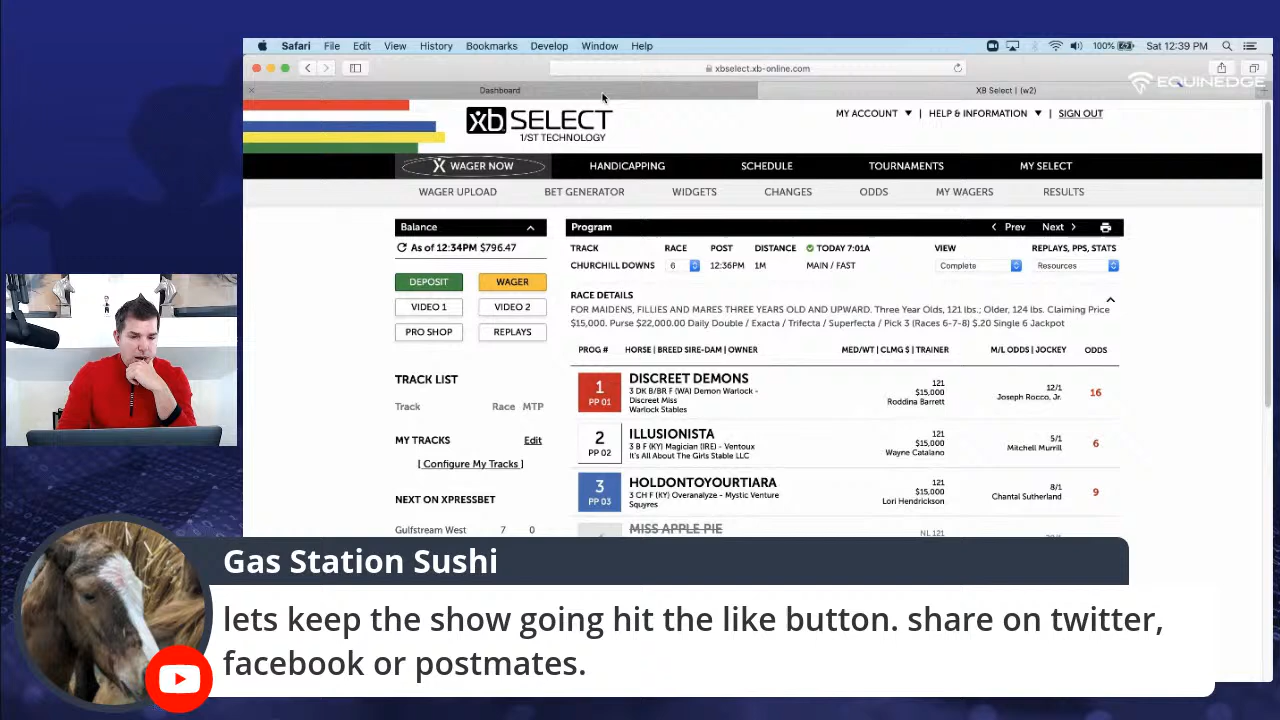 Safari File Edit View History Bookmarks Develop Window Help 100% Sat 12:39 PM
xbselect.xb-online.com
EQUINEDGE
Dashboard XB Select | (w2)
xb SELECT
1/ST TECHNOLOGY
MY ACCOUNT | HELP & INFORMATION | SIGN OUT
X WAGER NOW HANDICAPPING SCHEDULE TOURNAMENTS MY SELECT
WAGER UPLOAD BET GENERATOR WIDGETS CHANGES ODDS MY WAGERS RESULTS
Balance
As of 12:34PM $796.47
DEPOSIT WAGER
VIDEO 1 VIDEO 2
PRO SHOP REPLAYS
TRACK LIST
Track Race MTP
MY TRACKS Edit
[ Configure My Tracks ]
NEXT ON XPRESSBET
Gulfstream West 7 0
Program Prev Next
TRACK RACE POST DISTANCE TODAY 7:01A VIEW REPLAYS, PPS, STATS
CHURCHILL DOWNS 6 12:36PM 1M MAIN / FAST Complete Resources
RACE DETAILS
FOR MAIDENS, FILLIES AND MARES THREE YEARS OLD AND UPWARD. Three Year Olds, 121 lbs.; Older, 124 lbs. Claiming Price
$15,000. Purse $22,000.00 Daily Double / Exacta / Trifecta / Superfecta / Pick 3 (Races 6-7-8) $.20 Single 6 Jackpot
PROG # HORSE | BREED SIRE-DAM | OWNER MED/WT | CLMG $ | TRAINER M/L ODDS | JOCKEY ODDS
1
PP 01
DISCREET DEMONS
3 DK B/BR F (WA) Demon Warlock -
Discreet Miss
Warlock Stables
121
$15,000
Roddina Barrett
12/1
Joseph Rocco, Jr.
16
2
PP 02
ILLUSIONISTA
3 B F (KY) Magician (IRE) - Ventoux
It's All About The Girls Stable LLC
121
$15,000
Wayne Catalano
5/1
Mitchell Murrill
6
3
PP 03
HOLDONTOYOURTIARA
3 CH F (KY) Overanalyze - Mystic Venture
Squyres
121
$15,000
Lori Hendrickson
8/1
Chantal Sutherland
9
MISS APPLE PIE
NL 121
Gas Station Sushi
lets keep the show going hit the like button. share on twitter,
facebook or postmates.